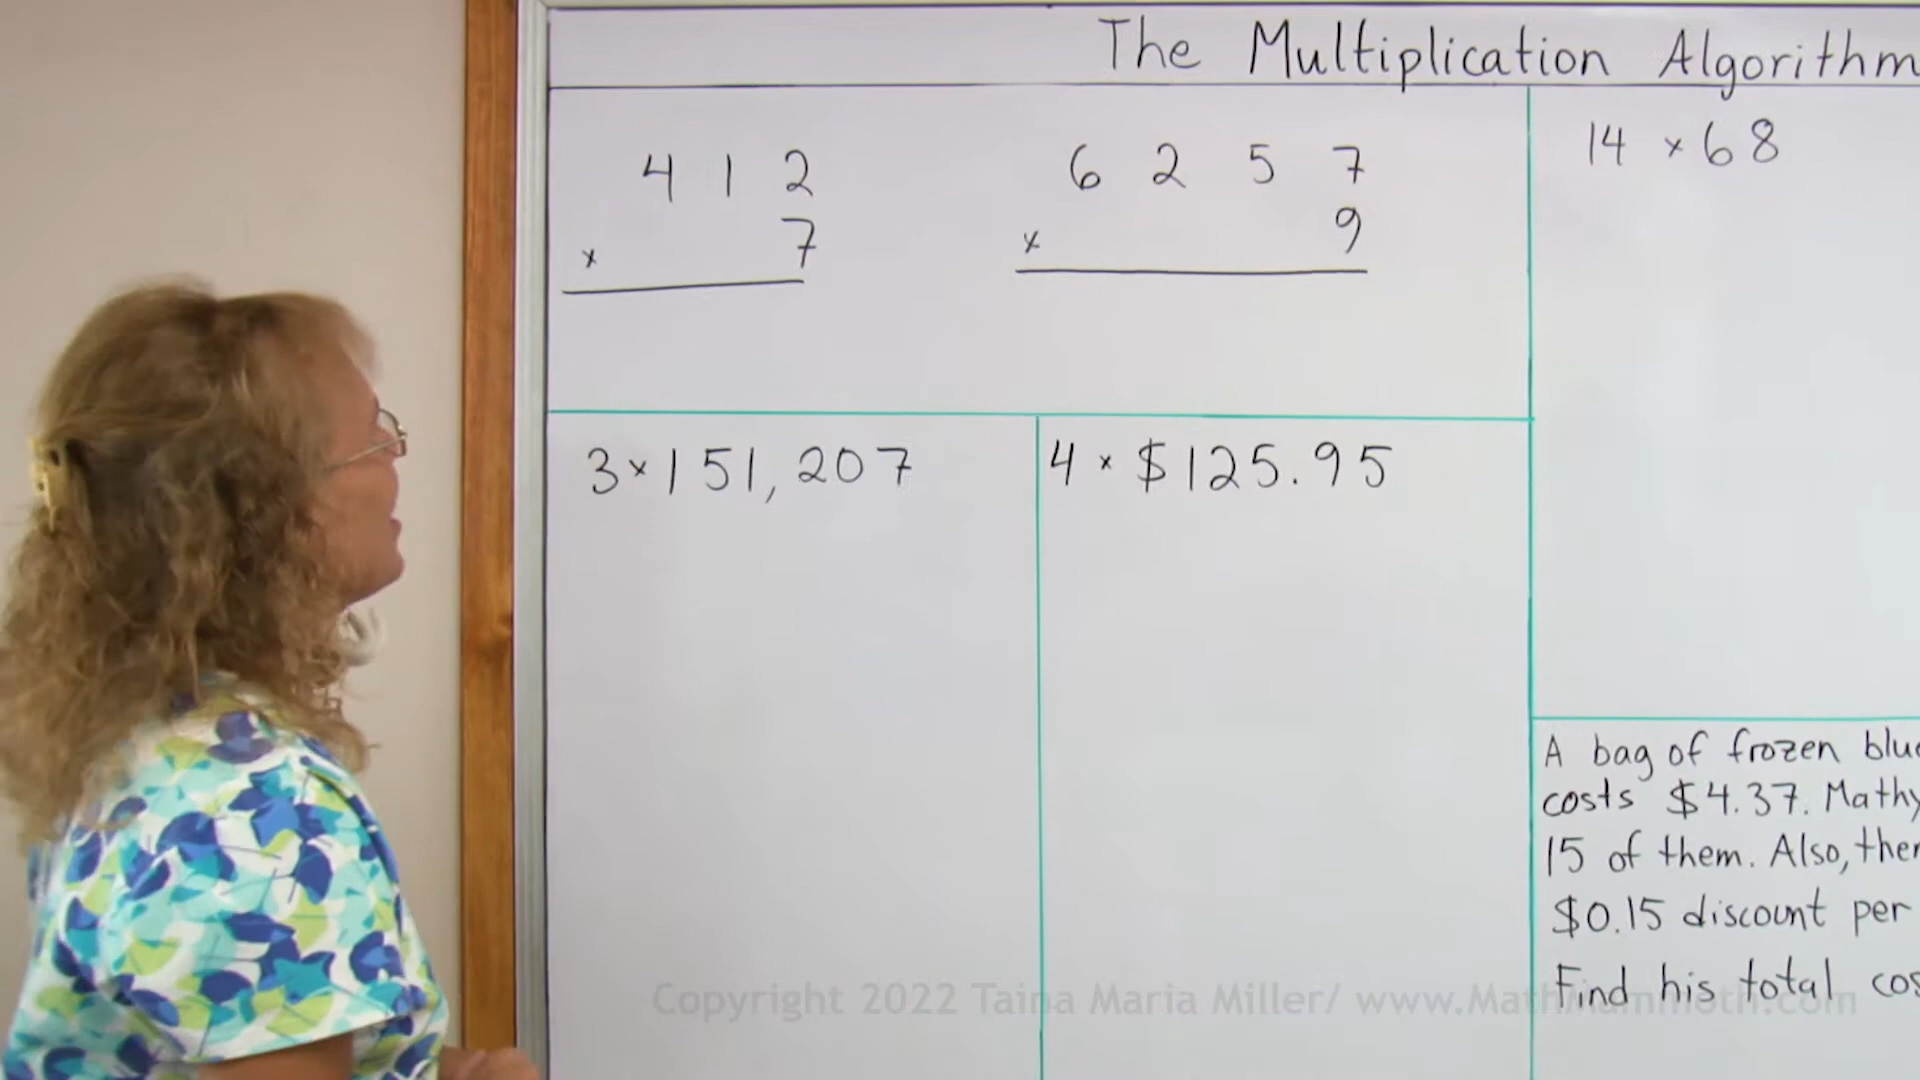 The Multiplication Algorithm
4 1 2
× 7
6 2 5 7
× 9
14 × 68
3 × 151,207
4 × $125.95
A bag of frozen
costs $4.37.
15 of them. Also,
$0.15 discount per
Find his total
Copyright 2022 Taina Maria Miller/ www.MathMammoth.com